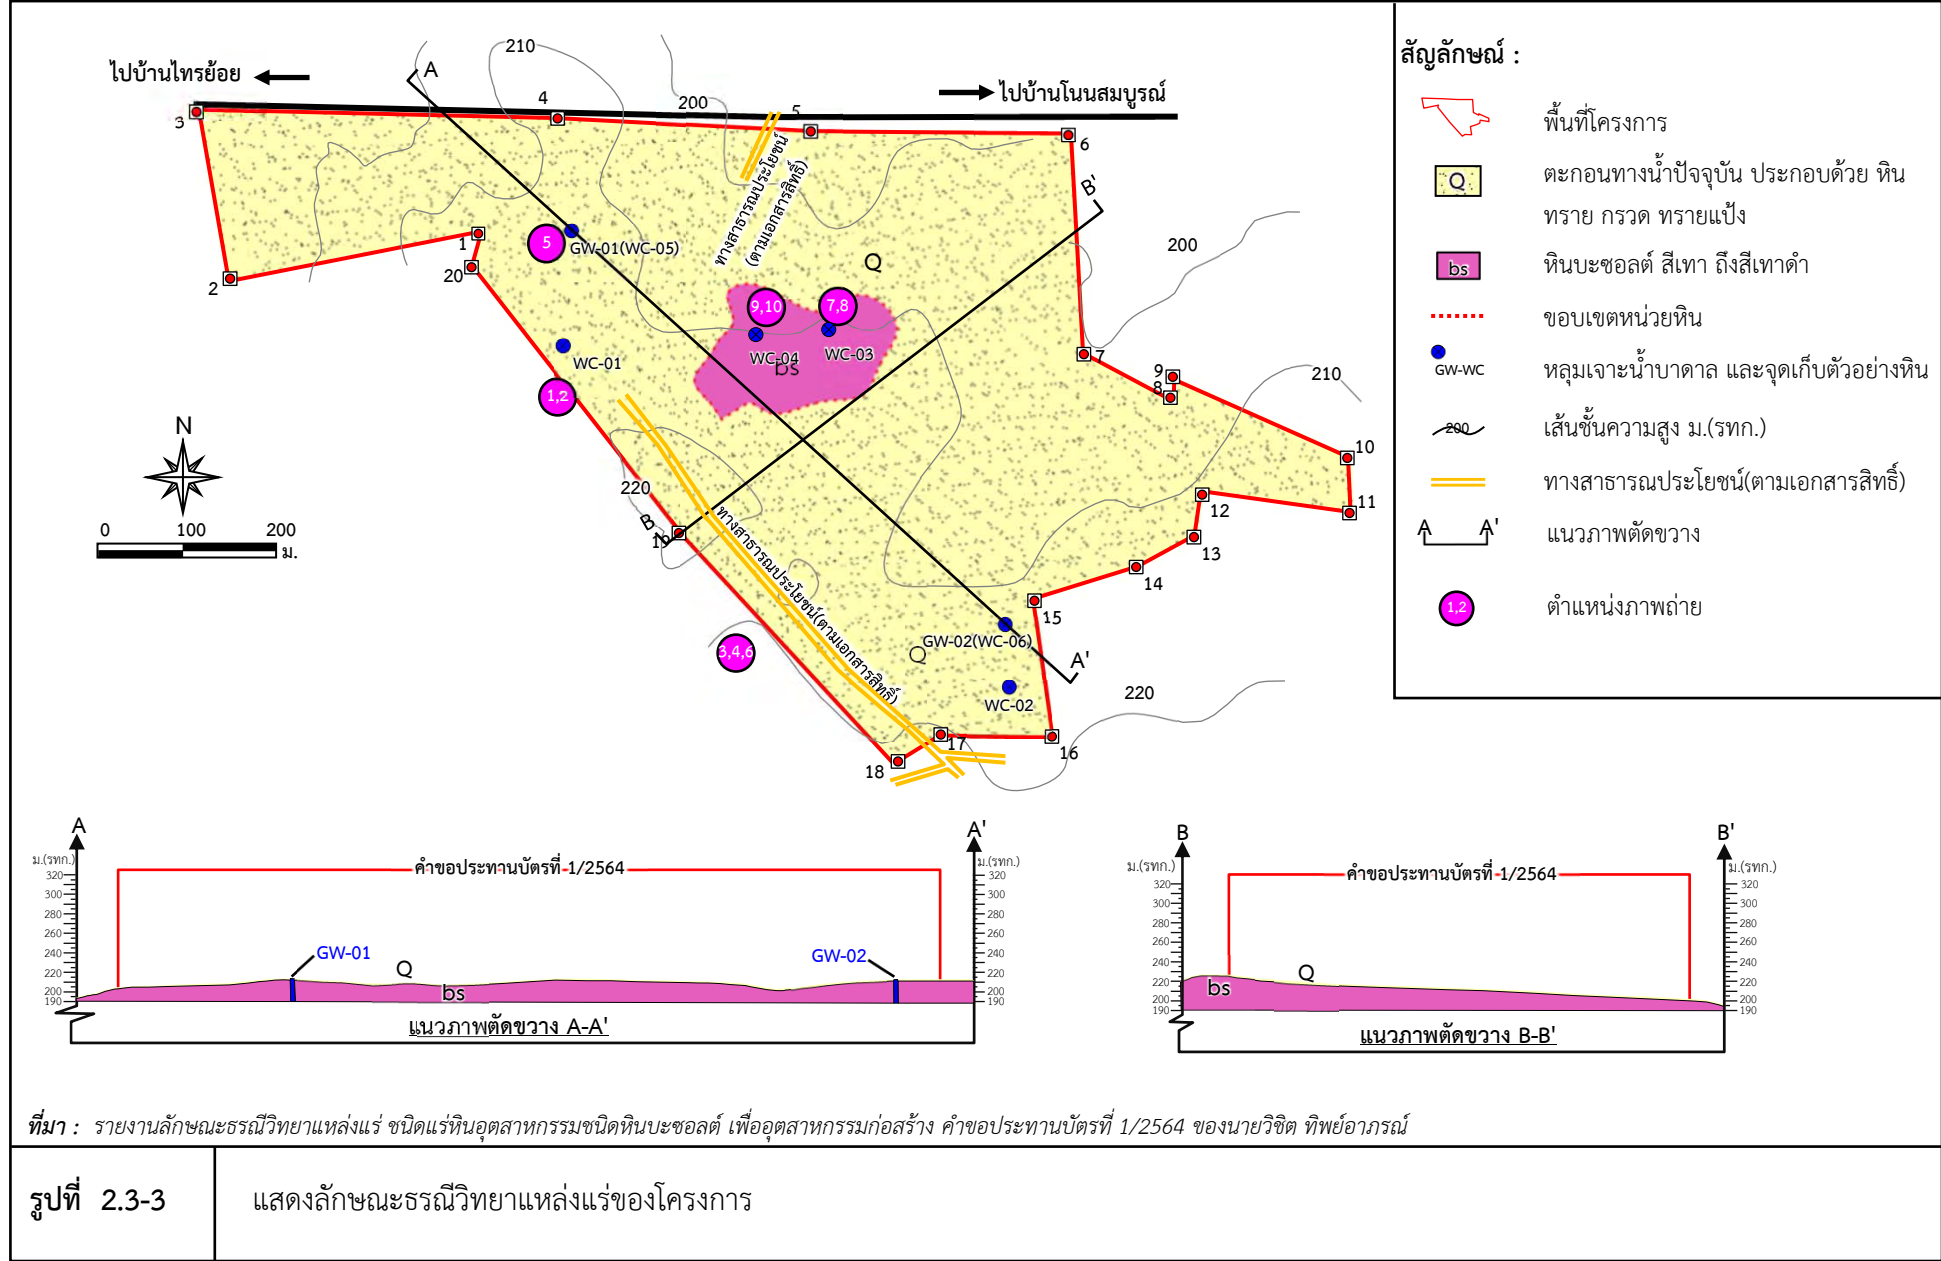 ไปบ้านไทรย้อย
A
210
200
ไปบ้านโนนสมบูรณ์
3
4
5
6
B'
ทางสาธารณประโยชน์
(ตามเอกสารสิทธิ์)
1
20
2
5
GW-01(WC-05)
Q
200
9,10
7,8
WC-04
WC-03
bs
WC-01
1,2
7
9
8
210
10
11
12
13
14
15
N
0 100 200
ม.
220
B
19
ทางสาธารณประโยชน์(ตามเอกสารสิทธิ์)
3,4,6
GW-02(WC-06)
Q
A'
WC-02
220
16
17
18
สัญลักษณ์ :
พื้นที่โครงการ
Q
ตะกอนทางน้ำปัจจุบัน ประกอบด้วย หิน
ทราย กรวด ทรายแป้ง
bs
หินบะซอลต์ สีเทา ถึงสีเทาดำ
ขอบเขตหน่วยหิน
GW-WC
หลุมเจาะน้ำบาดาล และจุดเก็บตัวอย่างหิน
200
เส้นชั้นความสูง ม.(รทก.)
ทางสาธารณประโยชน์(ตามเอกสารสิทธิ์)
A A'
แนวภาพตัดขวาง
1,2
ตำแหน่งภาพถ่าย
A
A'
ม.(รทก.)
ม.(รทก.)
คำขอประทานบัตรที่ 1/2564
320 320
300 300
280 280
260 260
240 240
220 220
200 200
190 190
GW-01
Q
bs
GW-02
แนวภาพตัดขวาง A-A'
B
B'
ม.(รทก.)
ม.(รทก.)
คำขอประทานบัตรที่ 1/2564
320 320
300 300
280 280
260 260
240 240
220 220
200 200
190 190
Q
bs
แนวภาพตัดขวาง B-B'
ที่มา : รายงานลักษณะธรณีวิทยาแหล่งแร่ ชนิดแร่หินอุตสาหกรรมชนิดหินบะซอลต์ เพื่ออุตสาหกรรมก่อสร้าง คำขอประทานบัตรที่ 1/2564 ของนายวิชิต ทิพย์อาภรณ์
รูปที่ 2.3-3
แสดงลักษณะธรณีวิทยาแหล่งแร่ของโครงการ